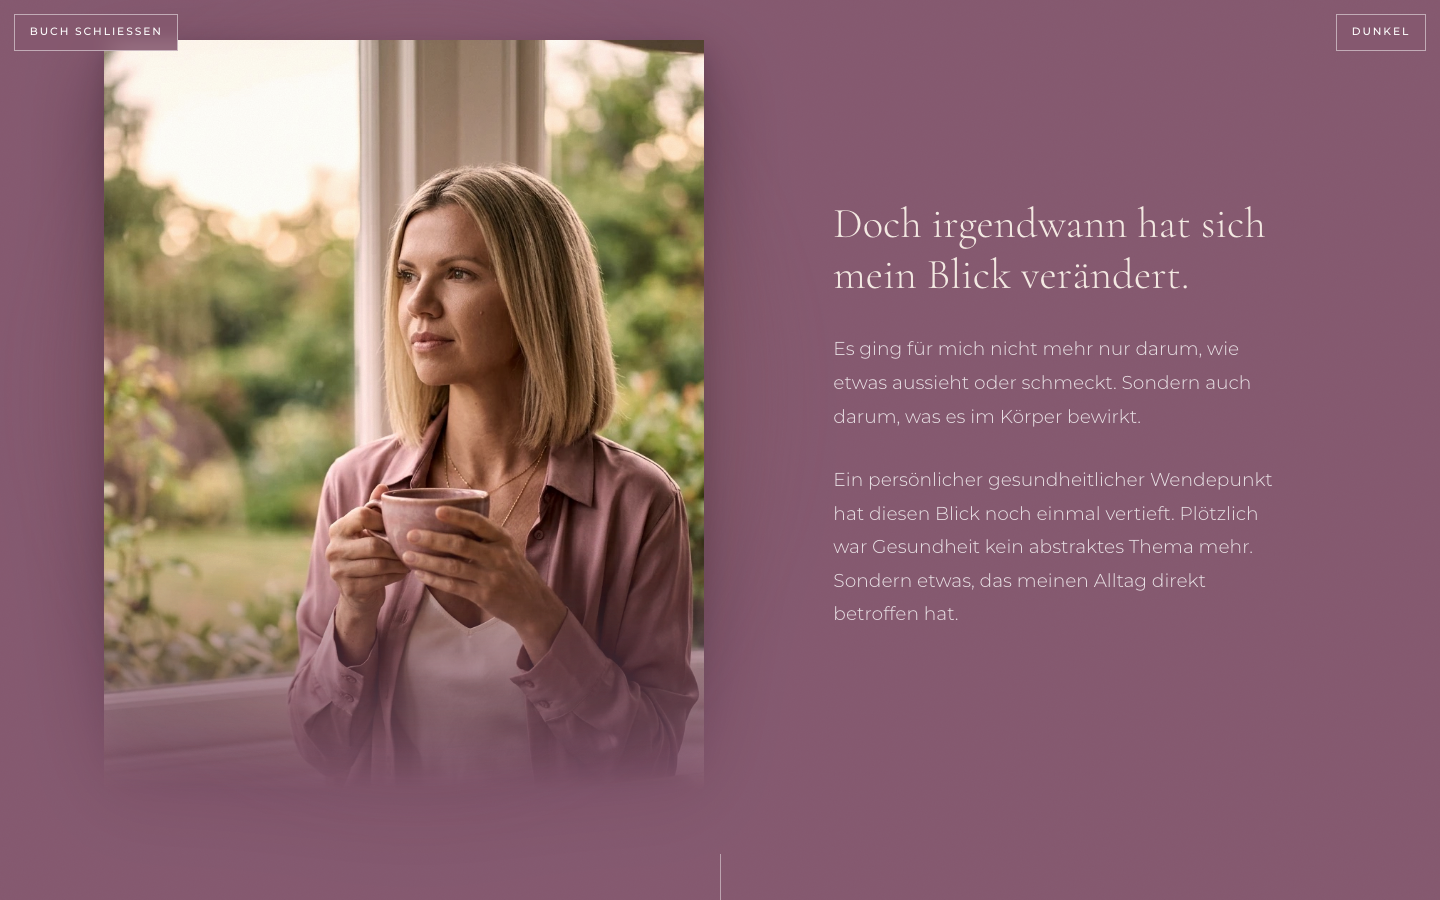 BUCH SCHLIESSEN
DUNKEL
Doch irgendwann hat sich
mein Blick verändert.
Es ging für mich nicht mehr nur darum, wie
etwas aussieht oder schmeckt. Sondern auch
darum, was es im Körper bewirkt.
Ein persönlicher gesundheitlicher Wendepunkt
hat diesen Blick noch einmal vertieft. Plötzlich
war Gesundheit kein abstraktes Thema mehr.
Sondern etwas, das meinen Alltag direkt
betroffen hat.